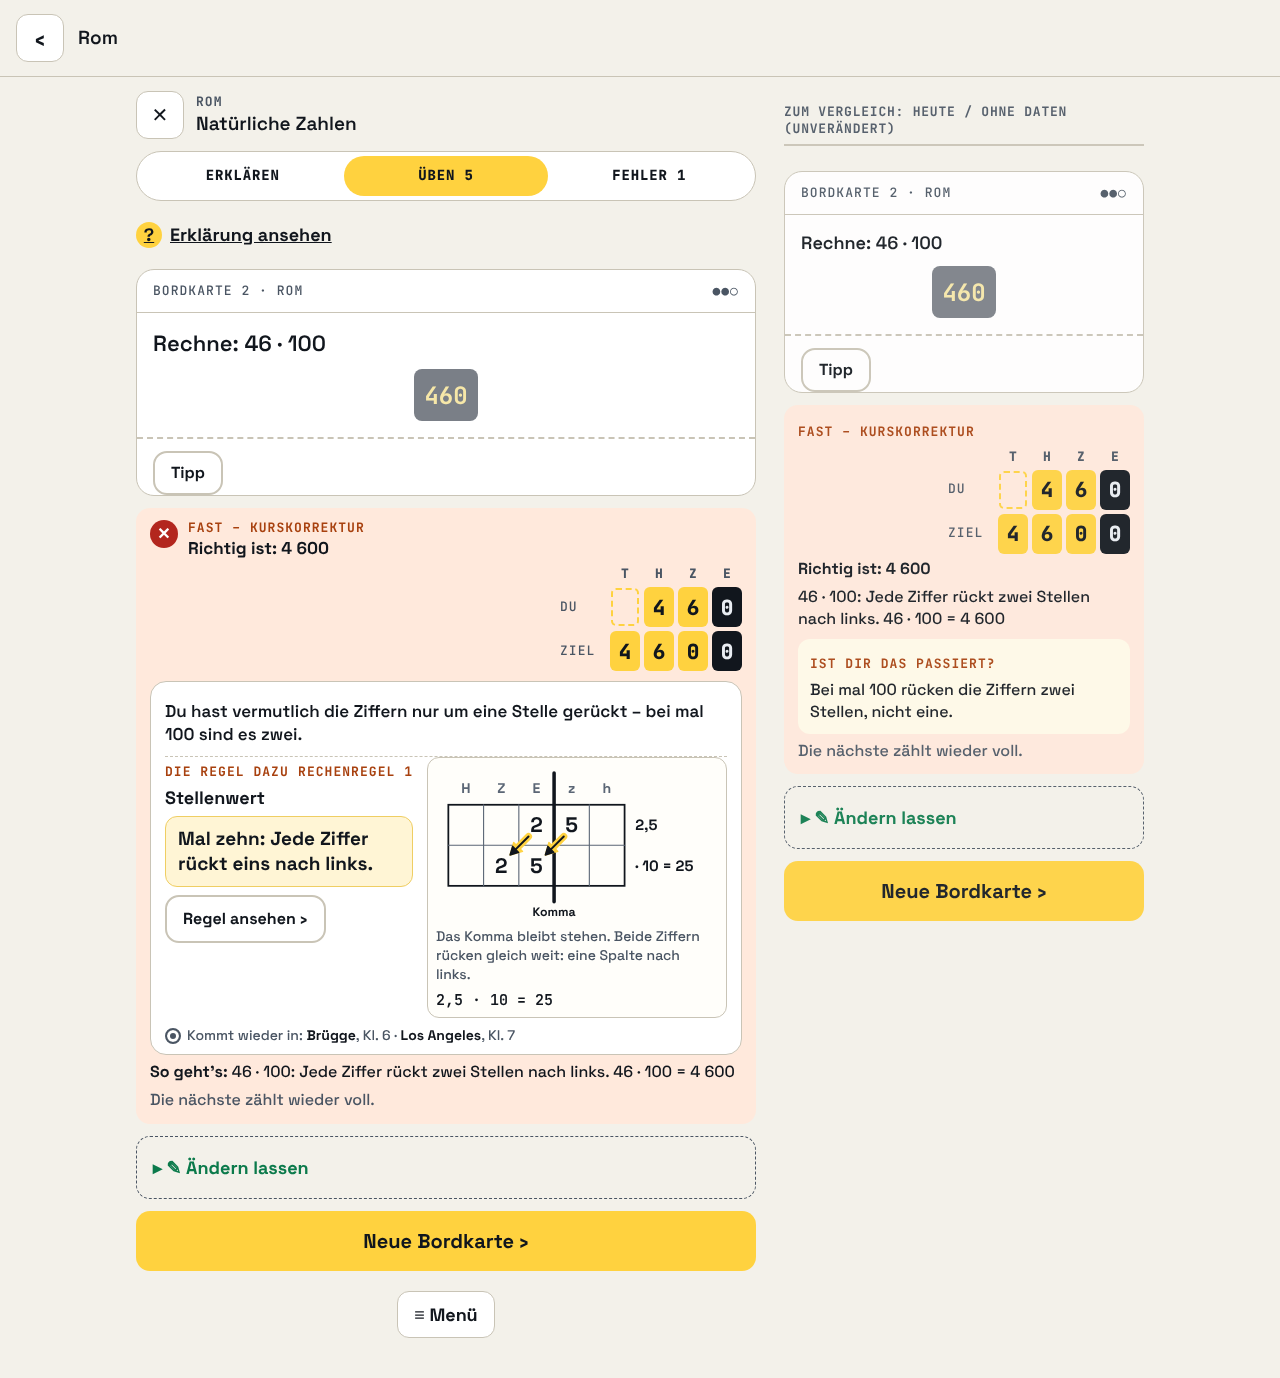 < Rom
✕ ROM
Natürliche Zahlen
ERKLÄREN ÜBEN 5 FEHLER 1
? Erklärung ansehen
BORDKARTE 2 · ROM ●●○
Rechne: 46 · 100
460
Tipp
✕ FAST – KURSKORREKTUR
Richtig ist: 4 600
T H Z E
DU 4 6 0
ZIEL 4 6 0 0
Du hast vermutlich die Ziffern nur um eine Stelle gerückt – bei mal
100 sind es zwei.
DIE REGEL DAZU RECHENREGEL 1
Stellenwert
Mal zehn: Jede Ziffer
rückt eins nach links.
Regel ansehen >
H Z E z h
2 5 2,5
2 5 · 10 = 25
Komma
Das Komma bleibt stehen. Beide Ziffern
rücken gleich weit: eine Spalte nach
links.
2,5 · 10 = 25
Kommt wieder in: Brügge, Kl. 6 · Los Angeles, Kl. 7
So geht's: 46 · 100: Jede Ziffer rückt zwei Stellen nach links. 46 · 100 = 4 600
Die nächste zählt wieder voll.
▸ ✎ Ändern lassen
Neue Bordkarte >
≡ Menü
ZUM VERGLEICH: HEUTE / OHNE DATEN
(UNVERÄNDERT)
BORDKARTE 2 · ROM ●●○
Rechne: 46 · 100
460
Tipp
FAST – KURSKORREKTUR
T H Z E
DU 4 6 0
ZIEL 4 6 0 0
Richtig ist: 4 600
46 · 100: Jede Ziffer rückt zwei Stellen
nach links. 46 · 100 = 4 600
IST DIR DAS PASSIERT?
Bei mal 100 rücken die Ziffern zwei
Stellen, nicht eine.
Die nächste zählt wieder voll.
▸ ✎ Ändern lassen
Neue Bordkarte >